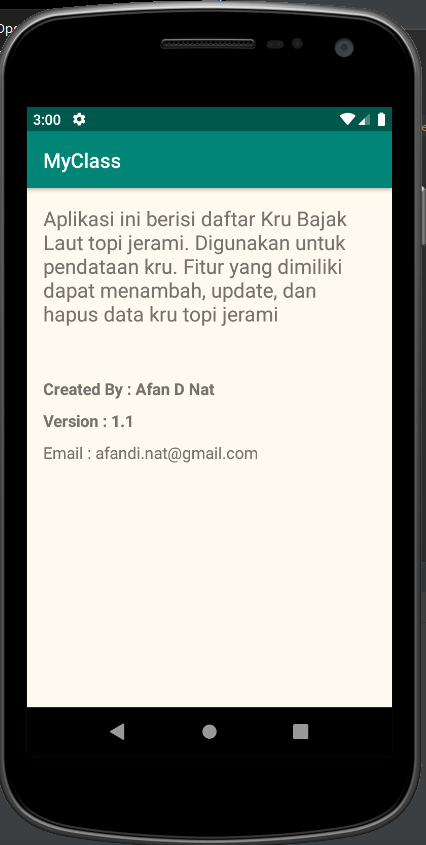 3:00
MyClass
Aplikasi ini berisi daftar Kru Bajak
Laut topi jerami. Digunakan untuk
pendataan kru. Fitur yang dimiliki
dapat menambah, update, dan
hapus data kru topi jerami
Created By : Afan D Nat
Version : 1.1
Email : afandi.nat@gmail.com